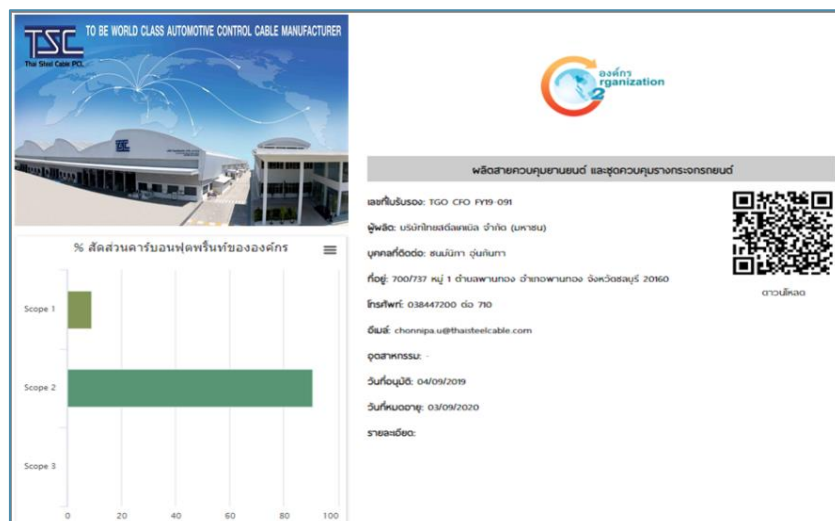 TSC
Thai Steel Cable PCL
TO BE WORLD CLASS AUTOMOTIVE CONTROL CABLE MANUFACTURER
องค์กร
rganization
2
ผลิตสายควบคุมยานยนต์ และชุดควบคุมรางกระจกรถยนต์
เลขที่ใบรับรอง: TGO CFO FY19-091
ผู้ผลิต: บริษัทไทยสตีลเคเบิล จำกัด (มหาชน)
บุคคลที่ติดต่อ: ชนม์นิภา อุ่นกันทา
ที่อยู่: 700/737 หมู่ 1 ตำบลพานทอง อำเภอพานทอง จังหวัดชลบุรี 20160
โทรศัพท์: 038447200 ต่อ 710
อีเมล์: chonnipa.u@thaisteelcable.com
อุตสาหกรรม: -
วันที่อนุมัติ: 04/09/2019
วันที่หมดอายุ: 03/09/2020
รายละเอียด:
ดาวน์โหลด
% สัดส่วนคาร์บอนฟุตพริ้นท์ขององค์กร
Scope 1
Scope 2
Scope 3
0 20 40 60 80 100